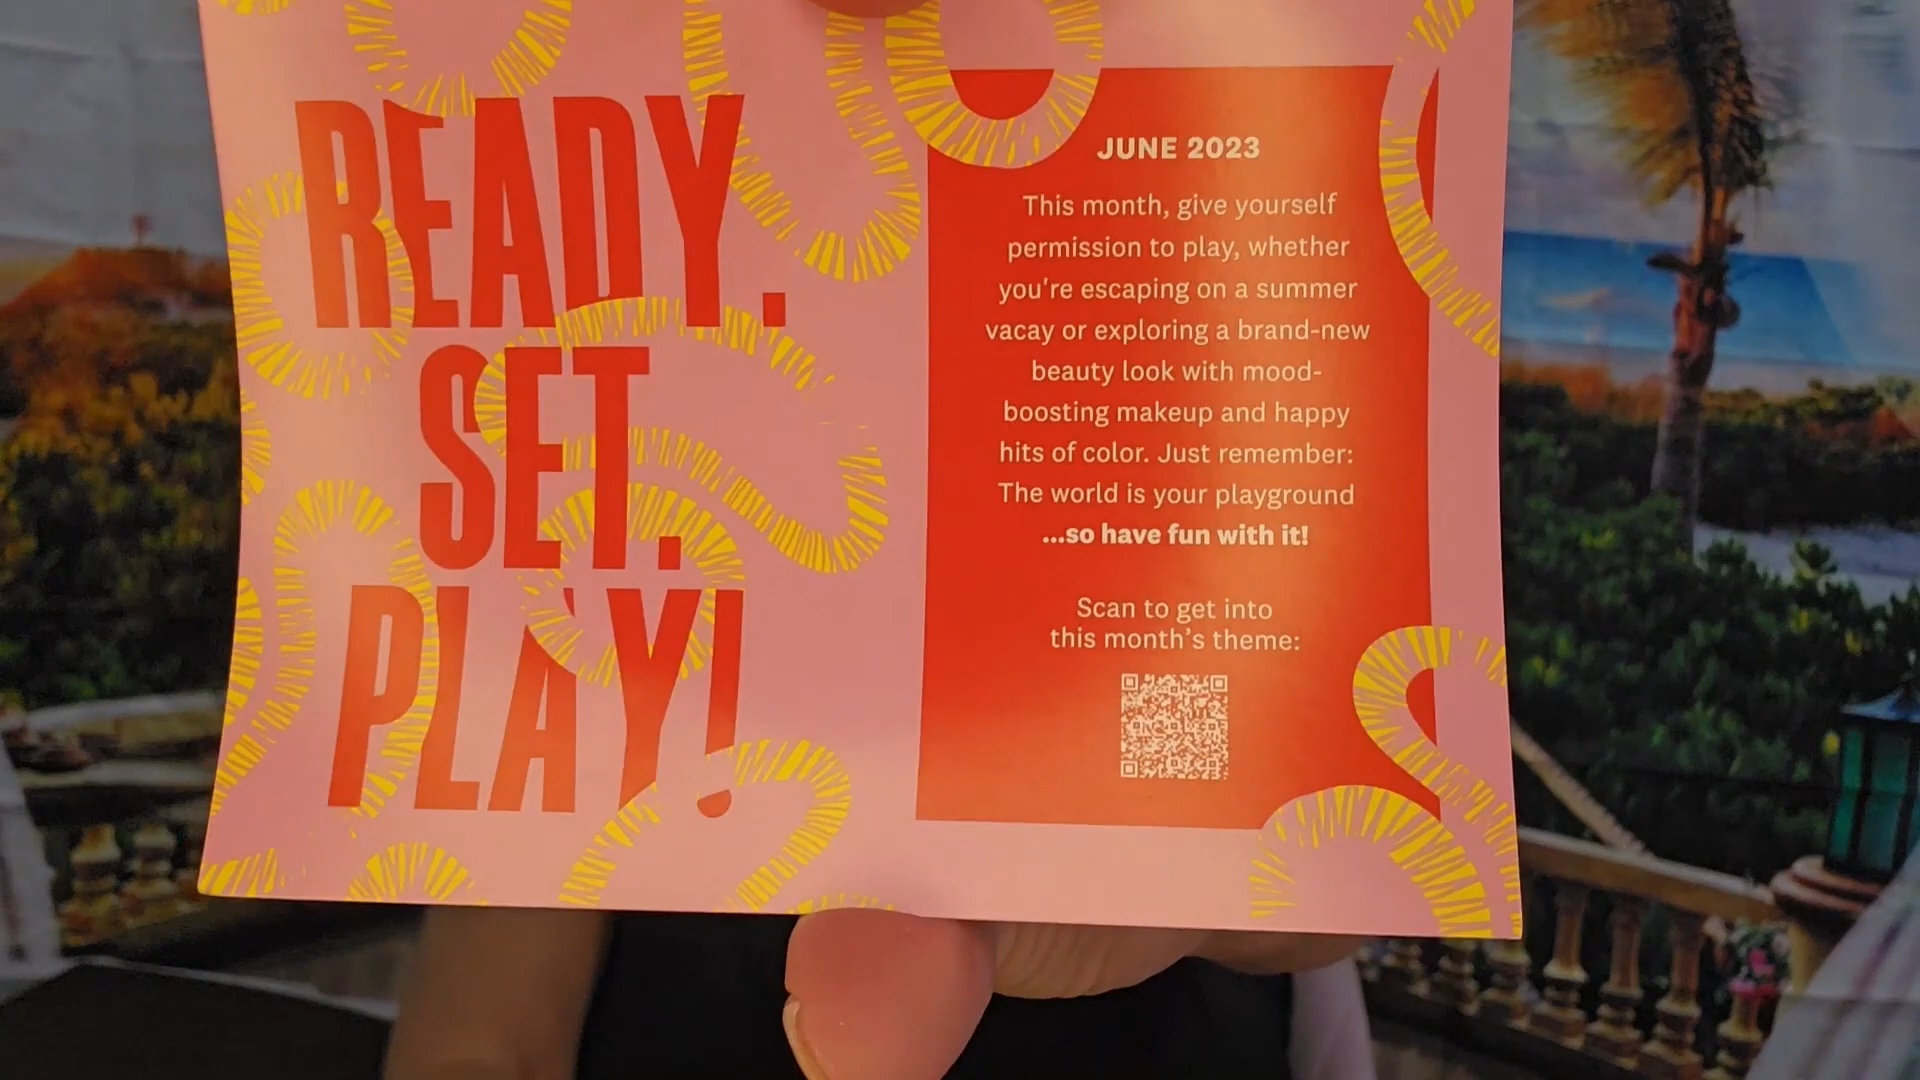 READY.
SET.
PLAY!
JUNE 2023
This month, give yourself
permission to play, whether
you're escaping on a summer
vacay or exploring a brand-new
beauty look with mood-
boosting makeup and happy
hits of color. Just remember:
The world is your playground
...so have fun with it!
Scan to get into
this month's theme: